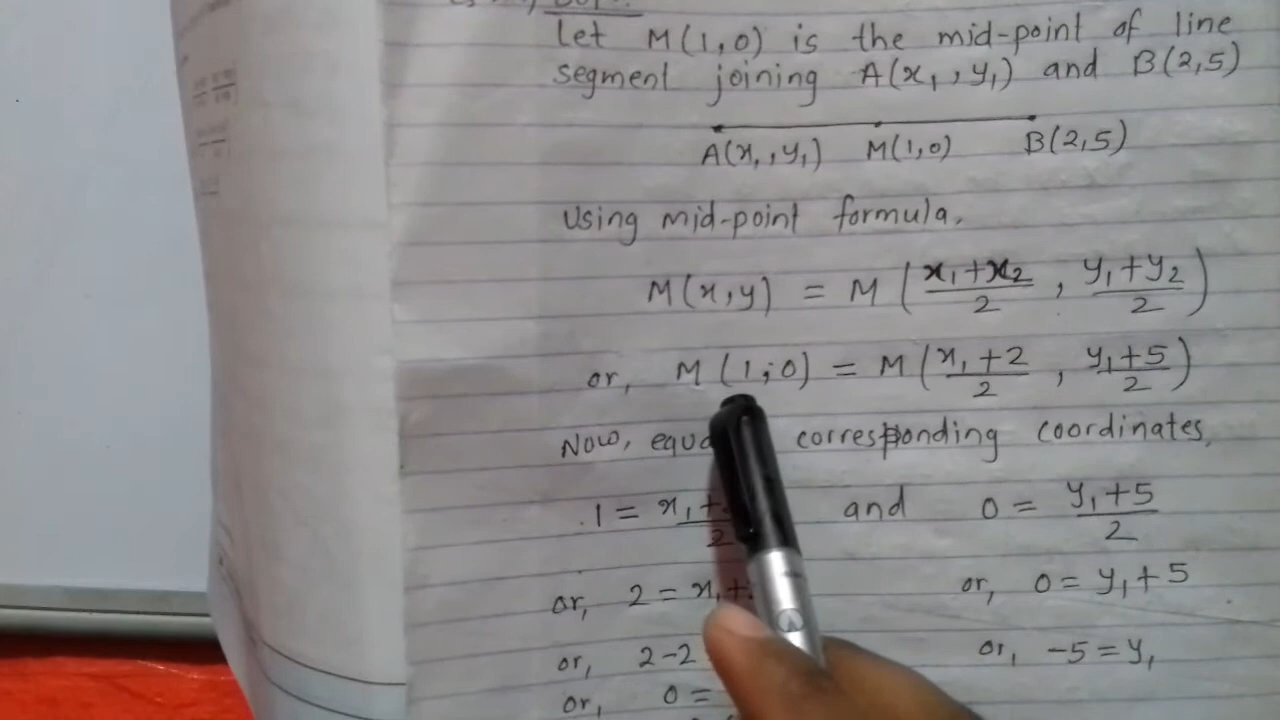 Let M(1,0) is the mid-point of line
segment joining A(x₁, y₁) and B(2,5)
A(x₁, y₁) M(1,0) B(2,5)
Using mid-point formula,
M(x,y) = M((x₁+x₂)/2, (y₁+y₂)/2)
or, M(1,0) = M((x₁+2)/2, (y₁+5)/2)
Now, corresponding coordinates,
1 = x₁+ /2 and 0 = (y₁+5)/2
or, 2 = x₁+ or, 0 = y₁+5
or, 2-2 or, -5 = y₁
or, 0 =